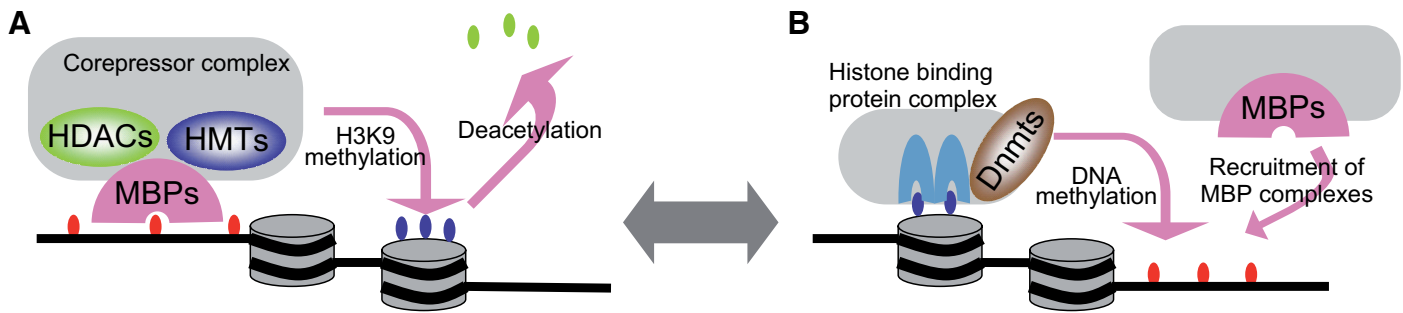 A
Corepressor complex
HDACs
HMTs
MBPs
H3K9
methylation
Deacetylation
B
Histone binding
protein complex
Dnmts
DNA
methylation
MBPs
Recruitment of
MBP complexes